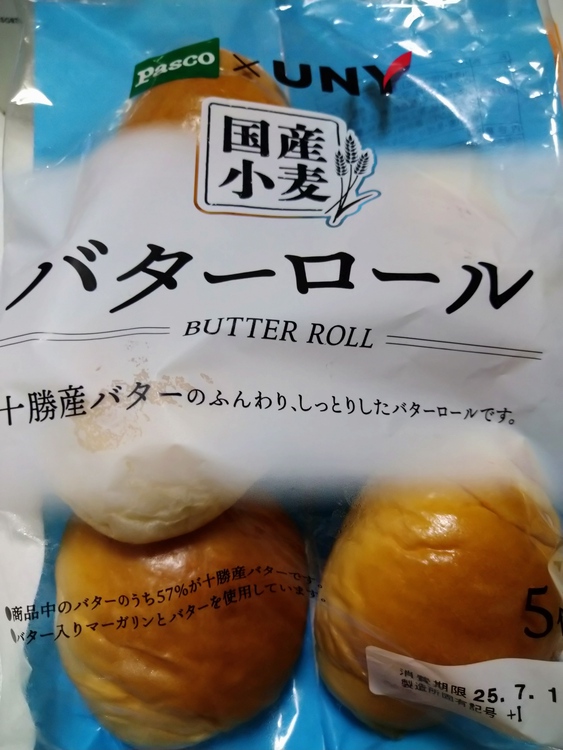 Pasco × UNY
国産
小麦
バターロール
BUTTER ROLL
十勝産バターのふんわり、しっとりしたバターロールです。
●商品中のバターのうち57%が十勝産バターです
●バター入りマーガリンとバターを使用しています
5
消費期限 25.7.1
製造所固有記号 +I